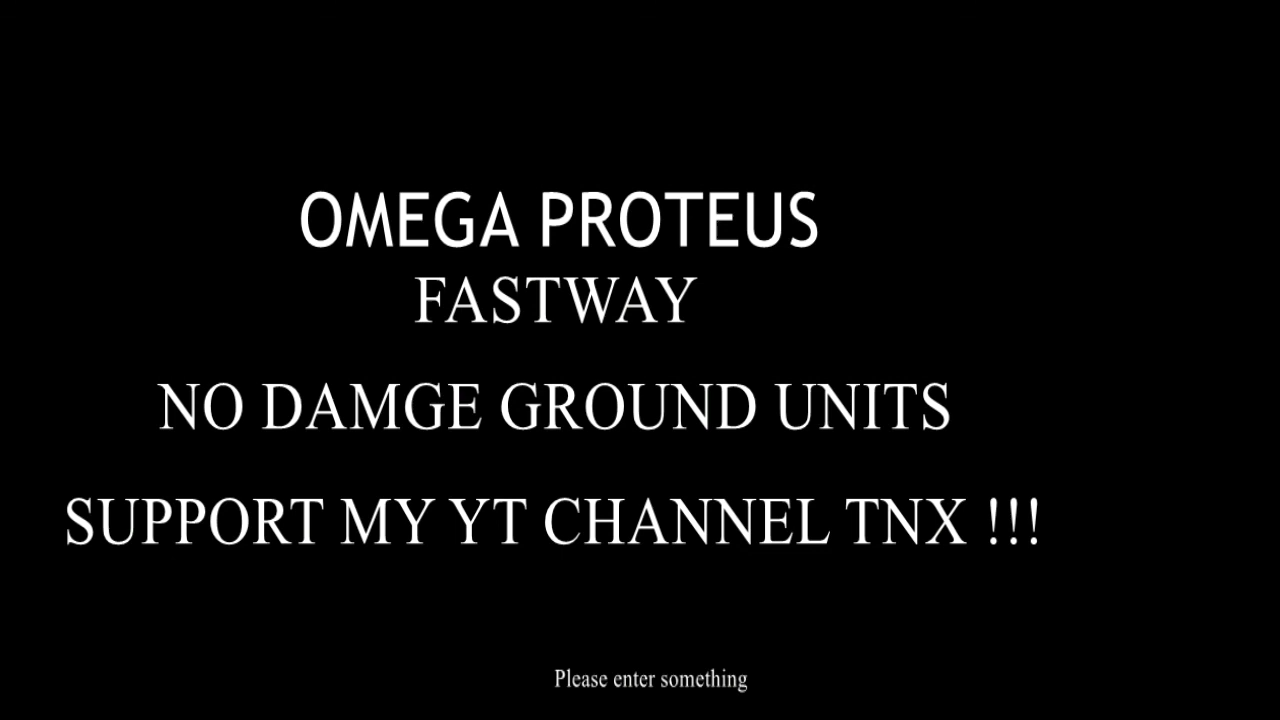 OMEGA PROTEUS
FASTWAY
NO DAMGE GROUND UNITS
SUPPORT MY YT CHANNEL TNX !!!
Please enter something